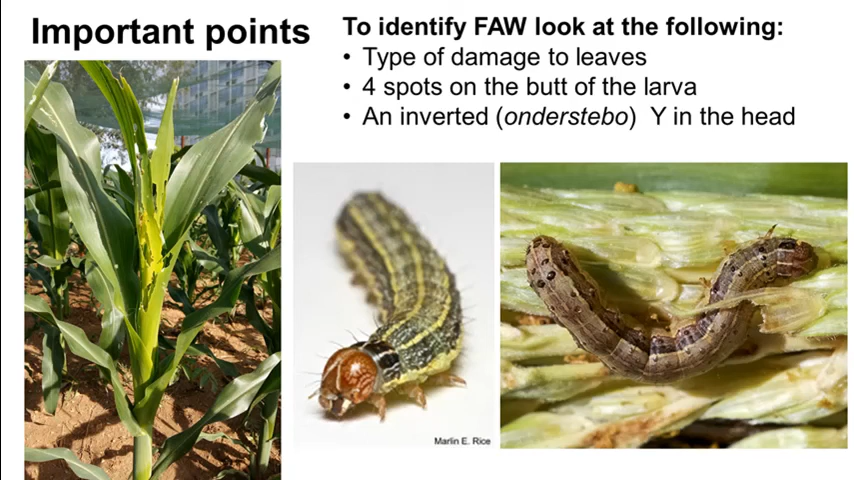 Important points
To identify FAW look at the following:
• Type of damage to leaves
• 4 spots on the butt of the larva
• An inverted (onderstebo) Y in the head
Marlin E. Rice